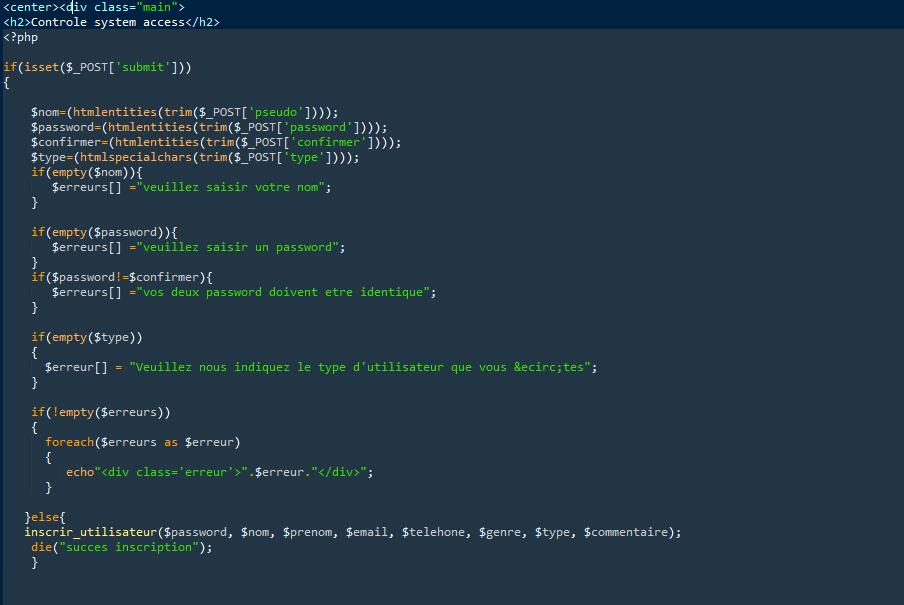 <center><div class="main">
<h2>Controle system access</h2>
<?php
if(isset($_POST['submit']))
{
$nom=(htmlentities(trim($_POST['pseudo'])));
$password=(htmlentities(trim($_POST['password'])));
$confirmer=(htmlentities(trim($_POST['confirmer'])));
$type=(htmlspecialchars(trim($_POST['type'])));
if(empty($nom)){
$erreurs[] ="veuillez saisir votre nom";
}
if(empty($password)){
$erreurs[] ="veuillez saisir un password";
}
if($password!=$confirmer){
$erreurs[] ="vos deux password doivent etre identique";
}
if(empty($type))
{
$erreur[] = "Veuillez nous indiquez le type d'utilisateur que vous &ecirc;tes";
}
if(!empty($erreurs))
{
foreach($erreurs as $erreur)
{
echo"<div class='erreur'>".$erreur."</div>";
}
}else{
inscrir_utilisateur($password, $nom, $prenom, $email, $telehone, $genre, $type, $commentaire);
die("succes inscription");
}